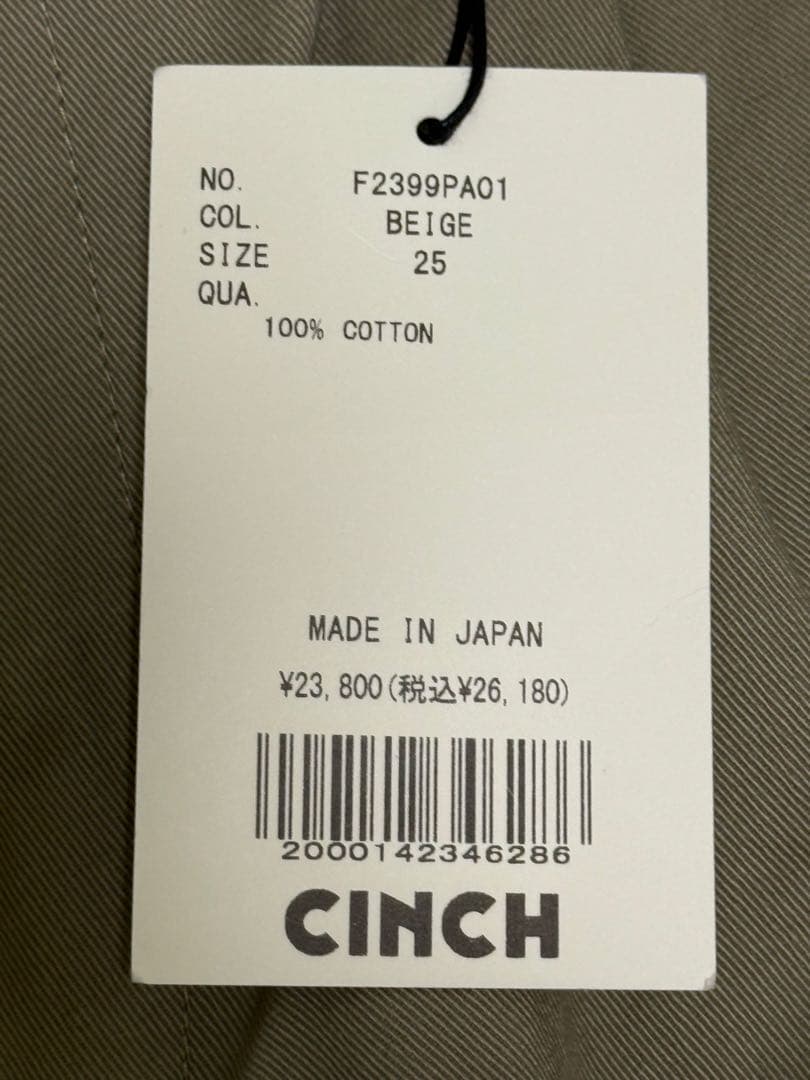 NO. F2399PA01
COL. BEIGE
SIZE 25
QUA.
100% COTTON
MADE IN JAPAN
¥23,800(税込¥26,180)
2000142346286
CINCH